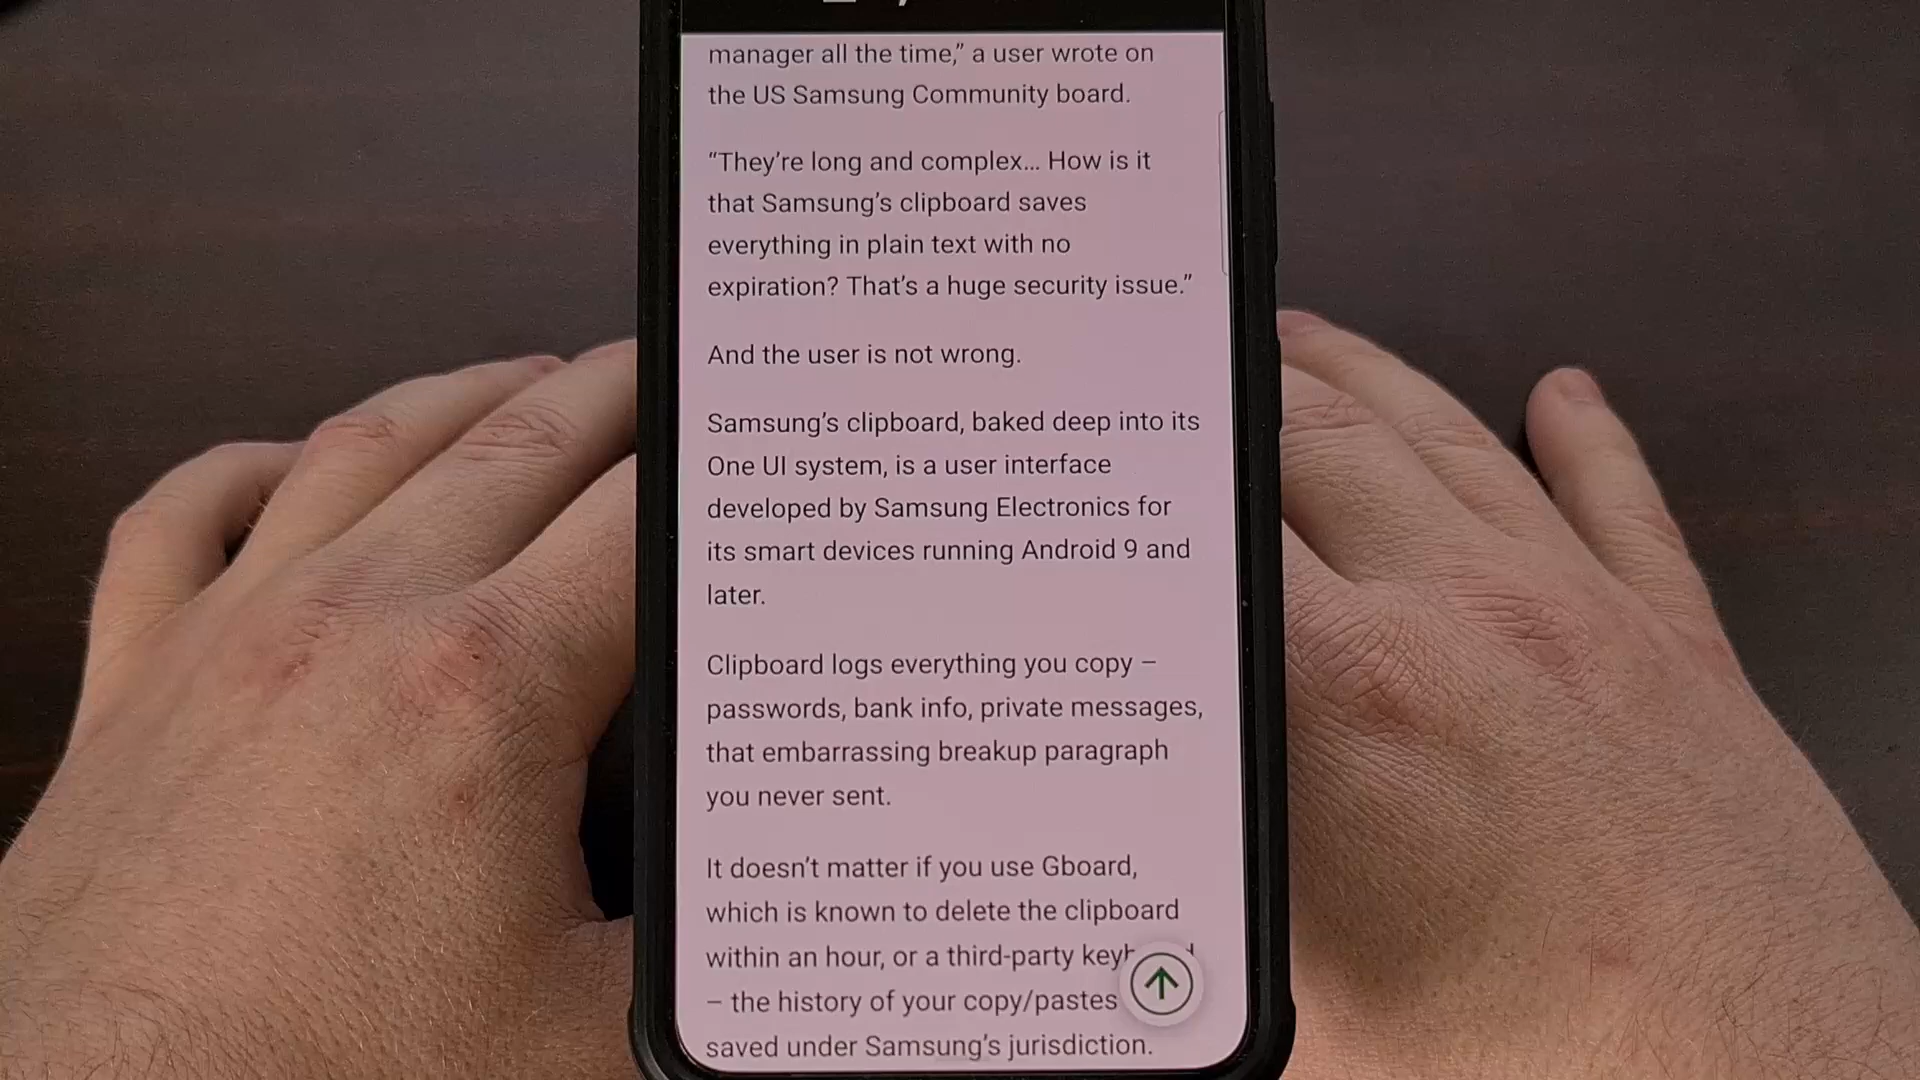 manager all the time,” a user wrote on
the US Samsung Community board.
“They’re long and complex... How is it
that Samsung’s clipboard saves
everything in plain text with no
expiration? That’s a huge security issue.”
And the user is not wrong.
Samsung’s clipboard, baked deep into its
One UI system, is a user interface
developed by Samsung Electronics for
its smart devices running Android 9 and
later.
Clipboard logs everything you copy –
passwords, bank info, private messages,
that embarrassing breakup paragraph
you never sent.
It doesn’t matter if you use Gboard,
which is known to delete the clipboard
within an hour, or a third-party
– the history of your copy/pastes
saved under Samsung’s jurisdiction.